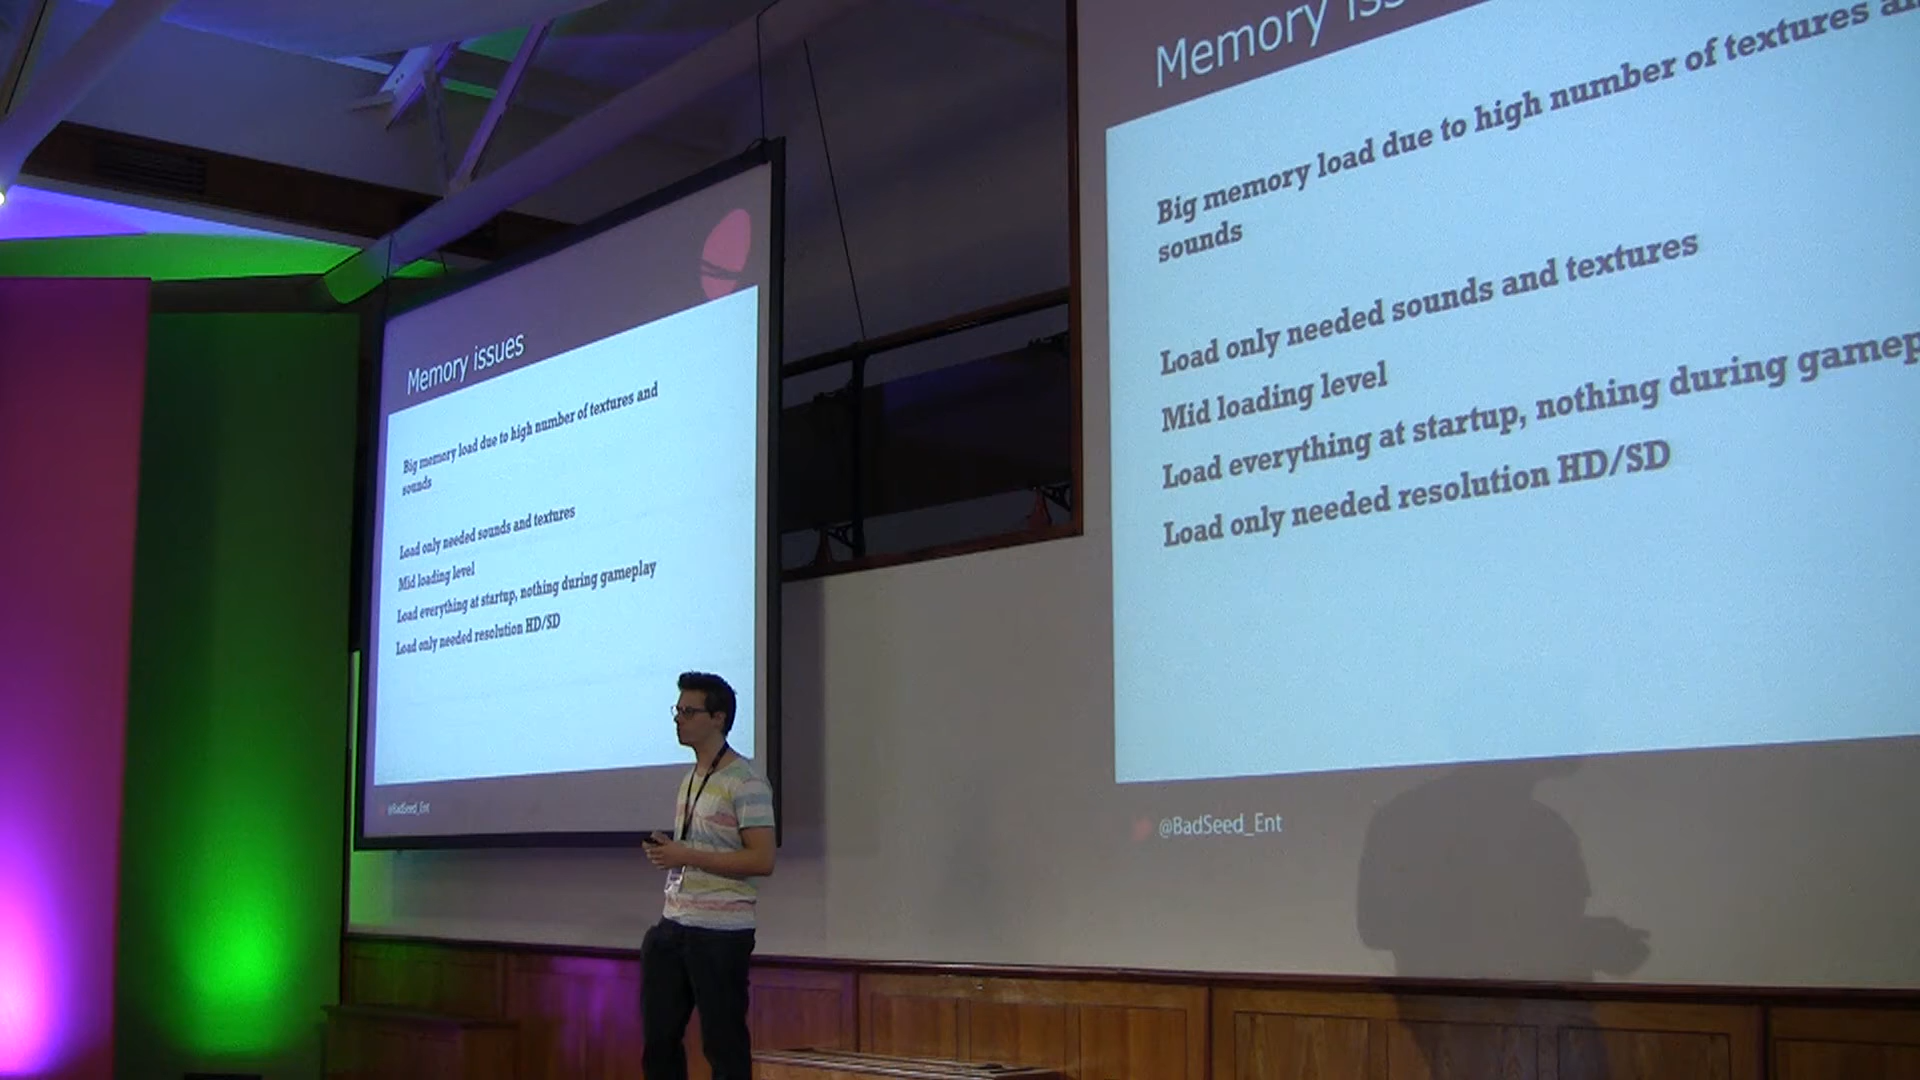 Memory issues
Big memory load due to high number of textures and
sounds
Load only needed sounds and textures
Mid loading level
Load everything at startup, nothing during gameplay
Load only needed resolution HD/SD
@BadSeed_Ent
Memory
Big memory load due to high number of textures
sounds
Load only needed sounds and textures
Mid loading level
Load everything at startup, nothing during gamep
Load only needed resolution HD/SD
@BadSeed_Ent